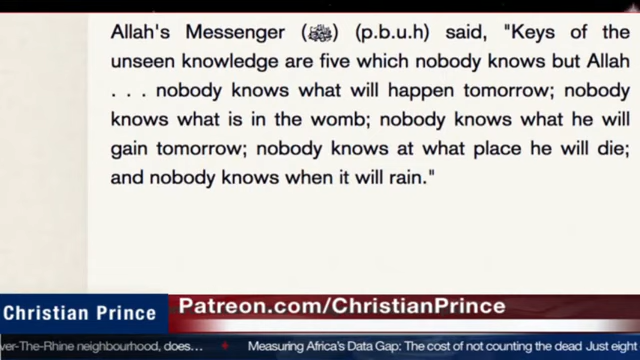 Allah's Messenger (ﷺ) (p.b.u.h) said, "Keys of the
unseen knowledge are five which nobody knows but Allah
. . . nobody knows what will happen tomorrow; nobody
knows what is in the womb; nobody knows what he will
gain tomorrow; nobody knows at what place he will die;
and nobody knows when it will rain."
Christian Prince
Patreon.com/ChristianPrince
ver-The-Rhine neighbourhood, does... + Measuring Africa's Data Gap: The cost of not counting the dead Just eight